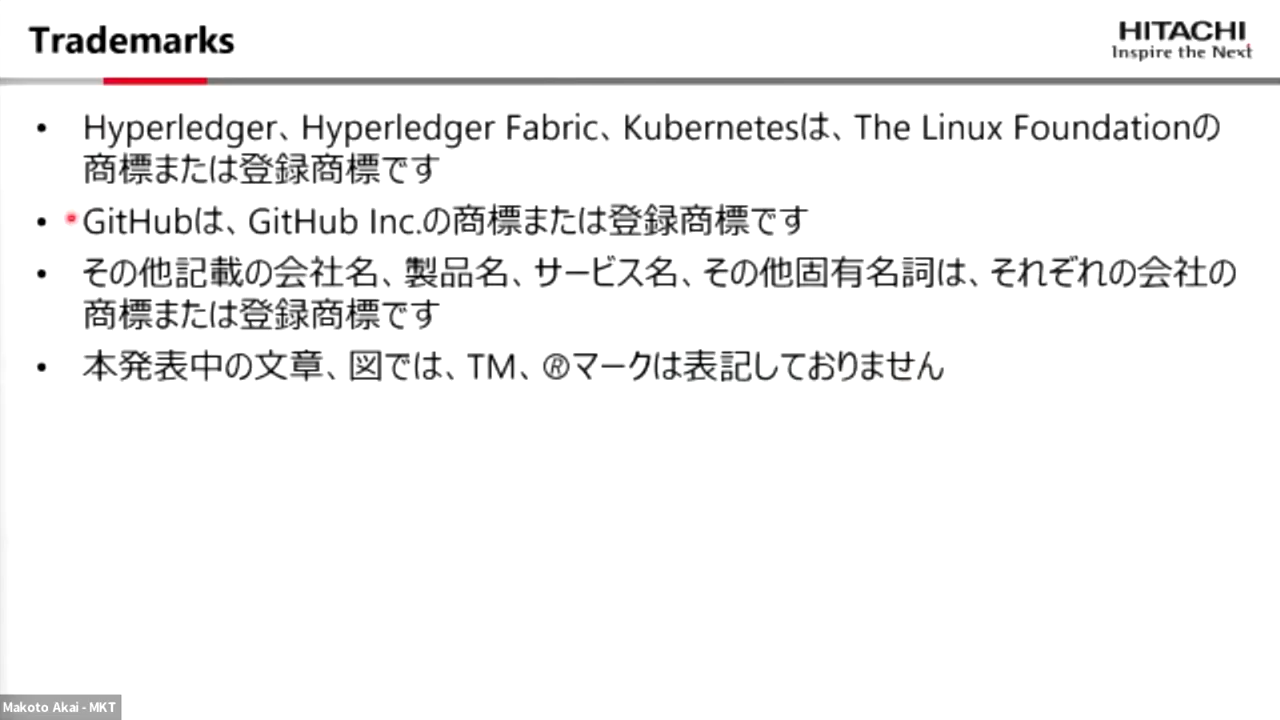 Trademarks
HITACHI
Inspire the Next
• Hyperledger、Hyperledger Fabric、Kubernetesは、The Linux Foundationの
商標または登録商標です
• GitHubは、GitHub Inc.の商標または登録商標です
• その他記載の会社名、製品名、サービス名、その他固有名詞は、それぞれの会社の
商標または登録商標です
• 本発表中の文章、図では、TM、®マークは表記しておりません
Makoto Akai - MKT